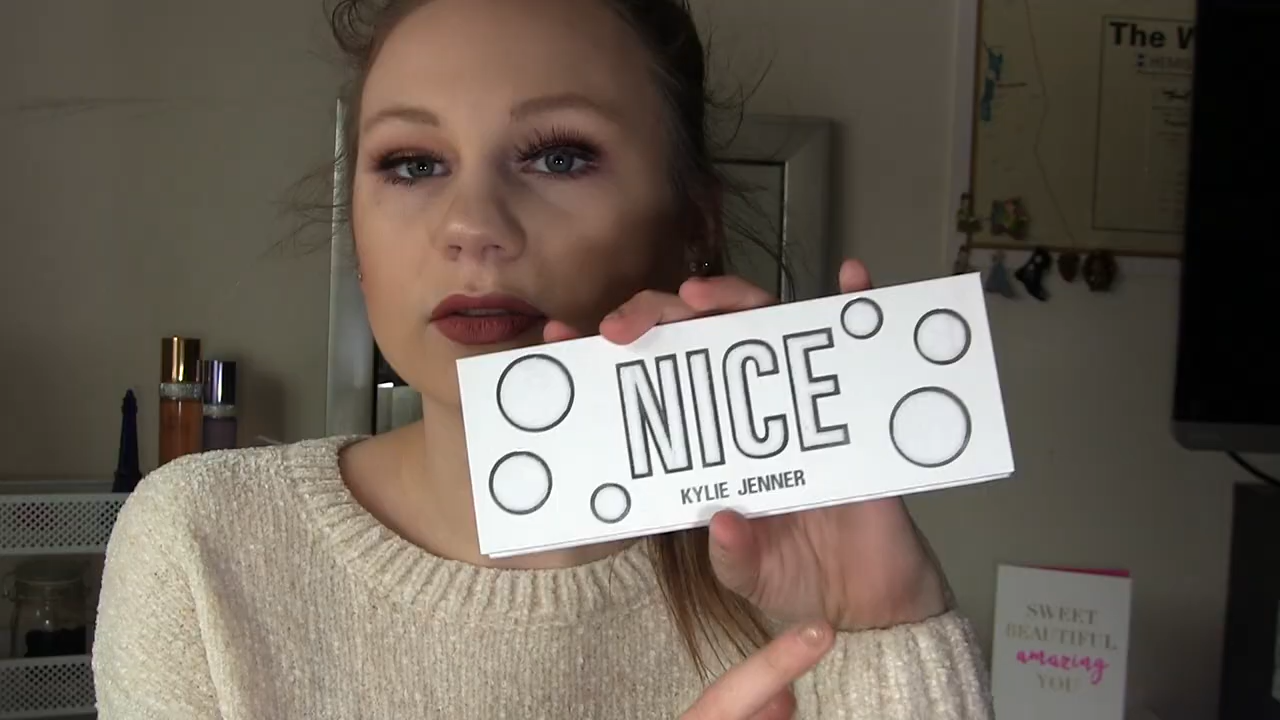 The W
NICE
KYLIE JENNER
SWEET
BEAUTIFUL
amazing
YOU